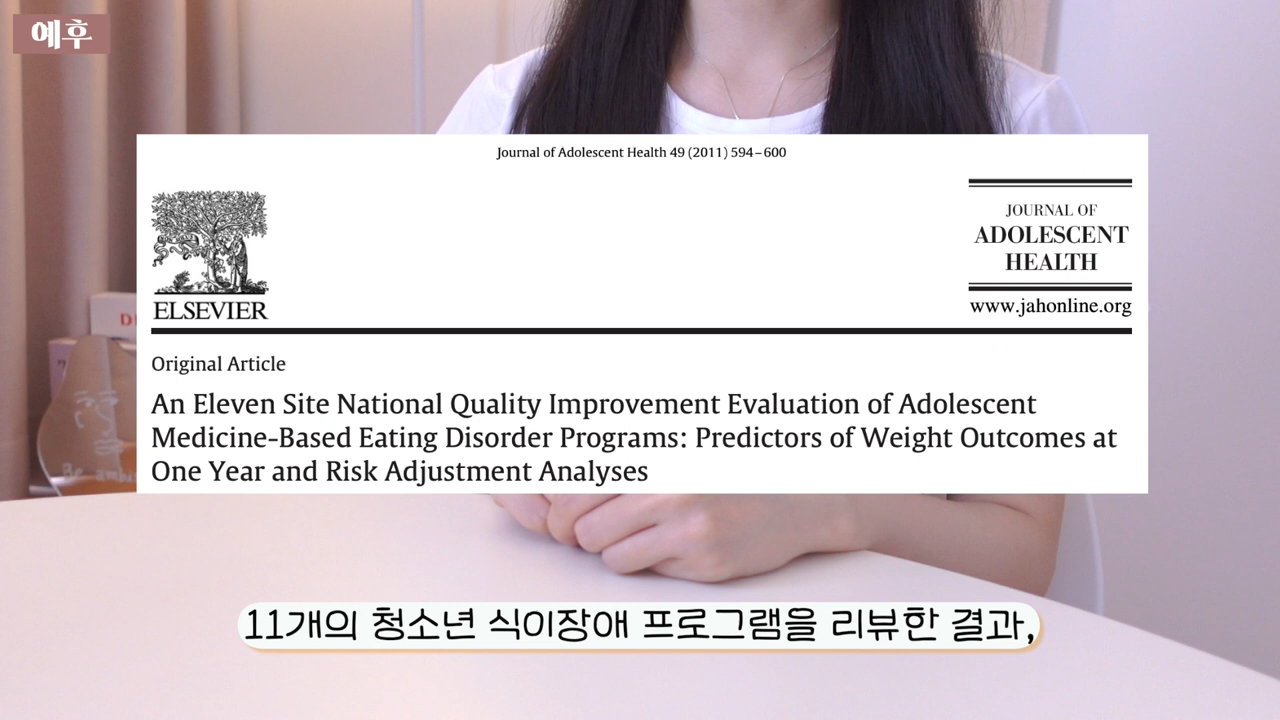 예후
Journal of Adolescent Health 49 (2011) 594–600
ELSEVIER
JOURNAL OF
ADOLESCENT
HEALTH
www.jahonline.org
Original Article
An Eleven Site National Quality Improvement Evaluation of Adolescent
Medicine-Based Eating Disorder Programs: Predictors of Weight Outcomes at
One Year and Risk Adjustment Analyses
11개의 청소년 식이장애 프로그램을 리뷰한 결과,